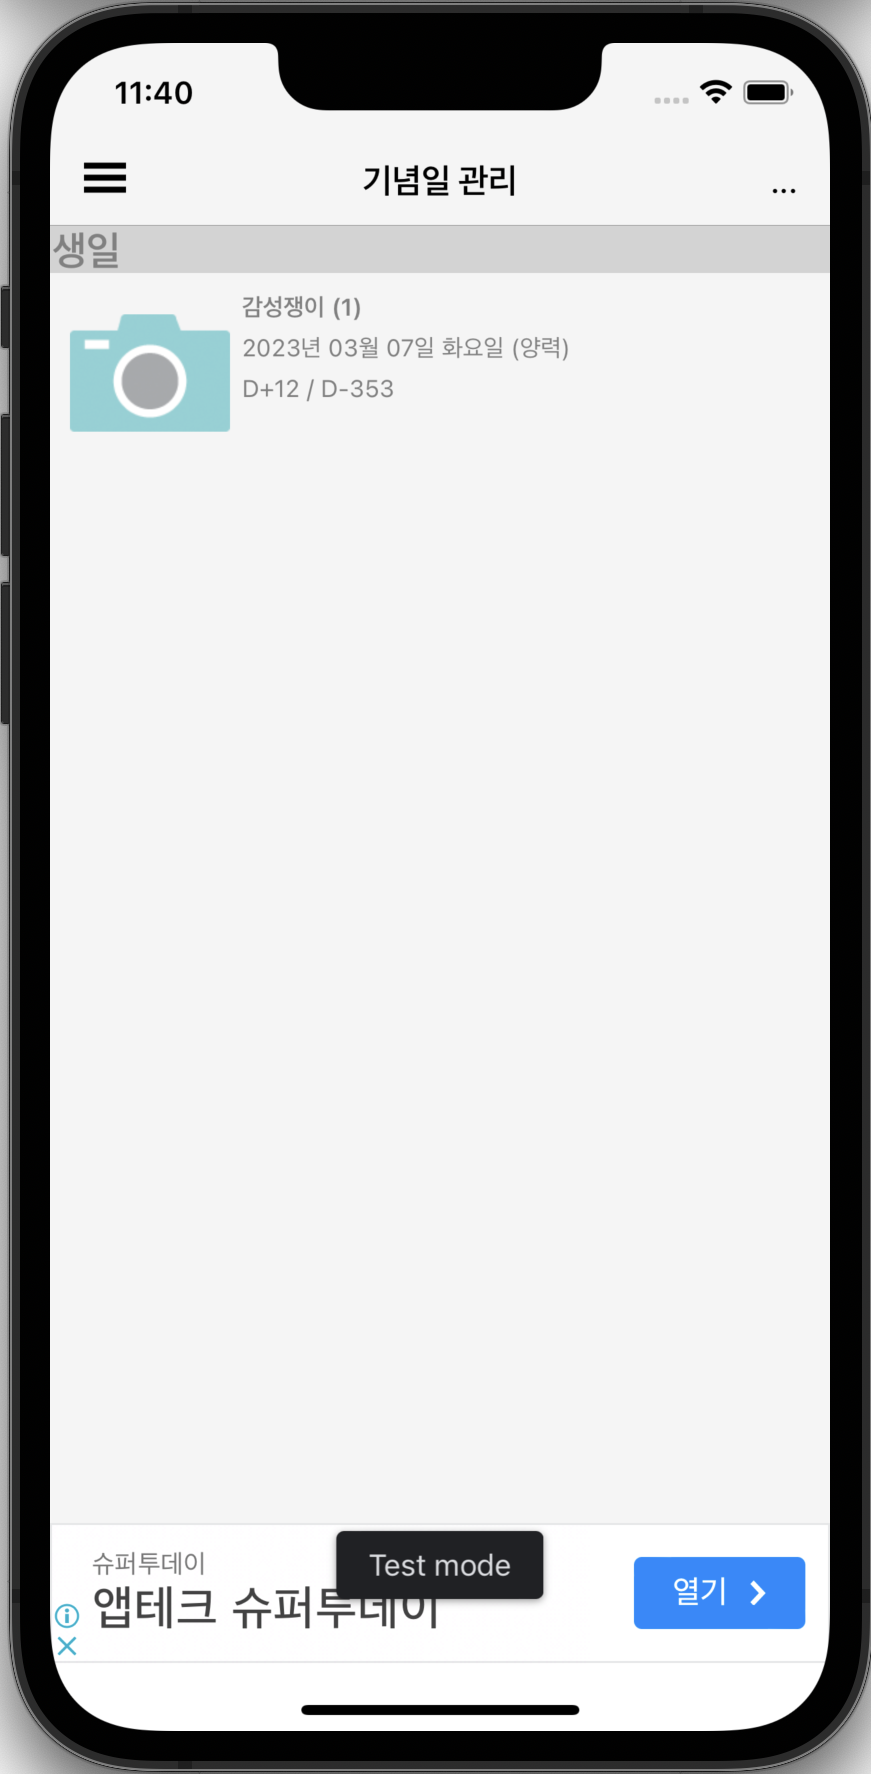 11:40
기념일 관리
...
생일
감성쟁이 (1)
2023년 03월 07일 화요일 (양력)
D+12 / D-353
슈퍼투데이
Test mode
앱테크 슈퍼투데이
열기